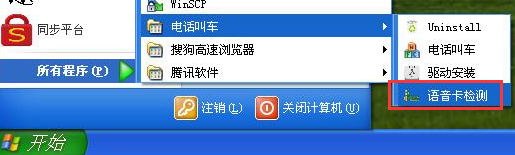 WinSCP
同步平台
电话叫车
搜狗高速浏览器
腾讯软件
所有程序(P)
Uninstall
电话叫车
驱动安装
语音卡检测
注销(L)
关闭计算机(U)
开始